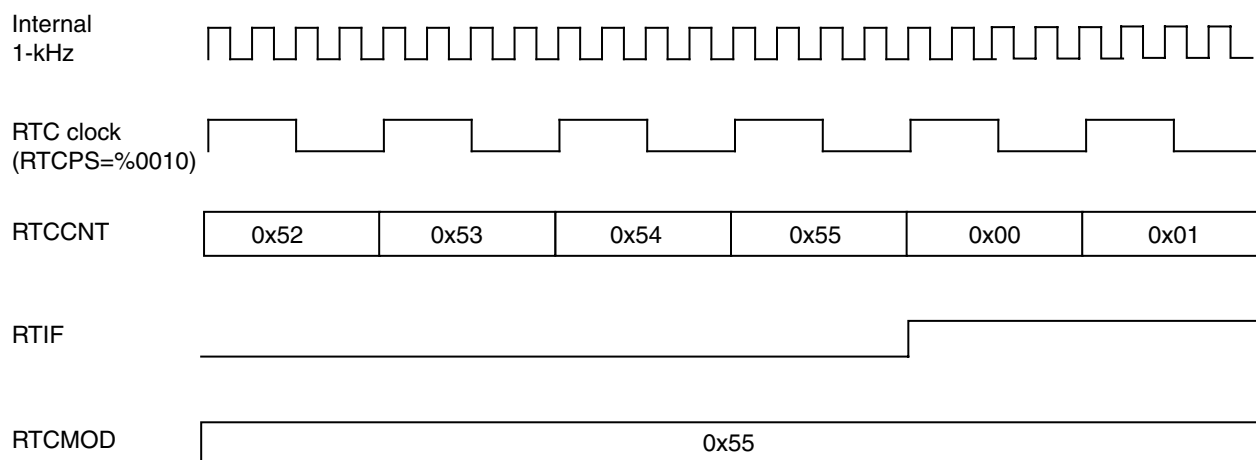 Internal
1-kHz
RTC clock
(RTCPS=%0010)
RTCCNT
0x52 0x53 0x54 0x55 0x00 0x01
RTIF
RTCMOD
0x55